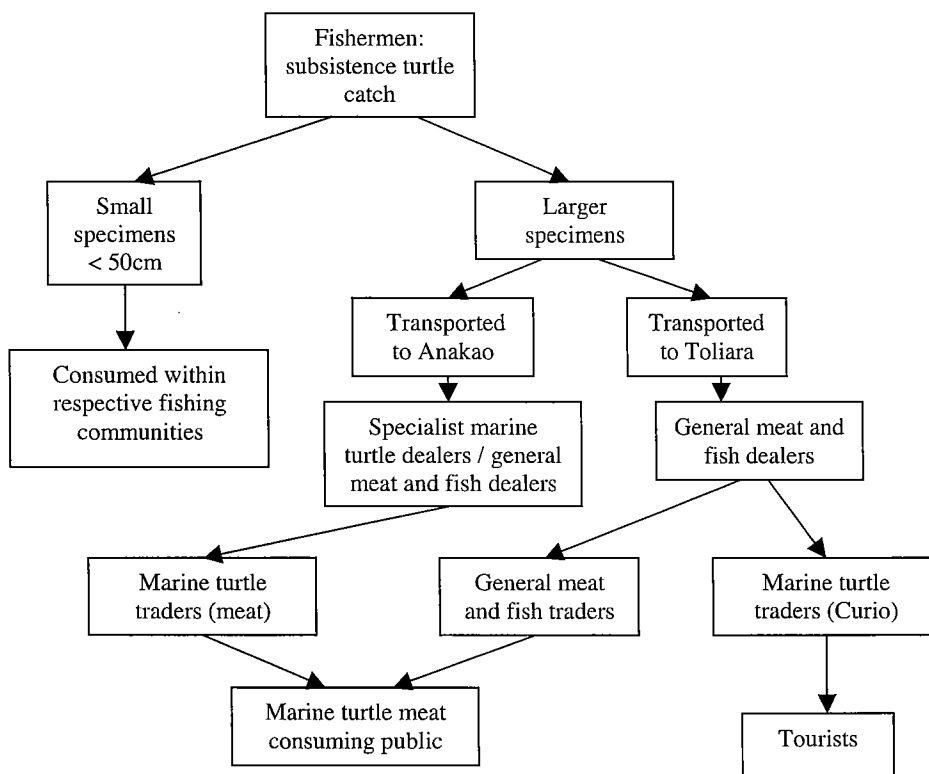 Fishermen:
subsistence turtle
catch
Small
specimens
< 50cm
Larger
specimens
Transported
to Anakao
Transported
to Toliara
Consumed within
respective fishing
communities
Specialist marine
turtle dealers / general
meat and fish dealers
General meat and
fish dealers
Marine turtle
traders (meat)
General meat
and fish traders
Marine turtle
traders (Curio)
Marine turtle meat
consuming public
Tourists